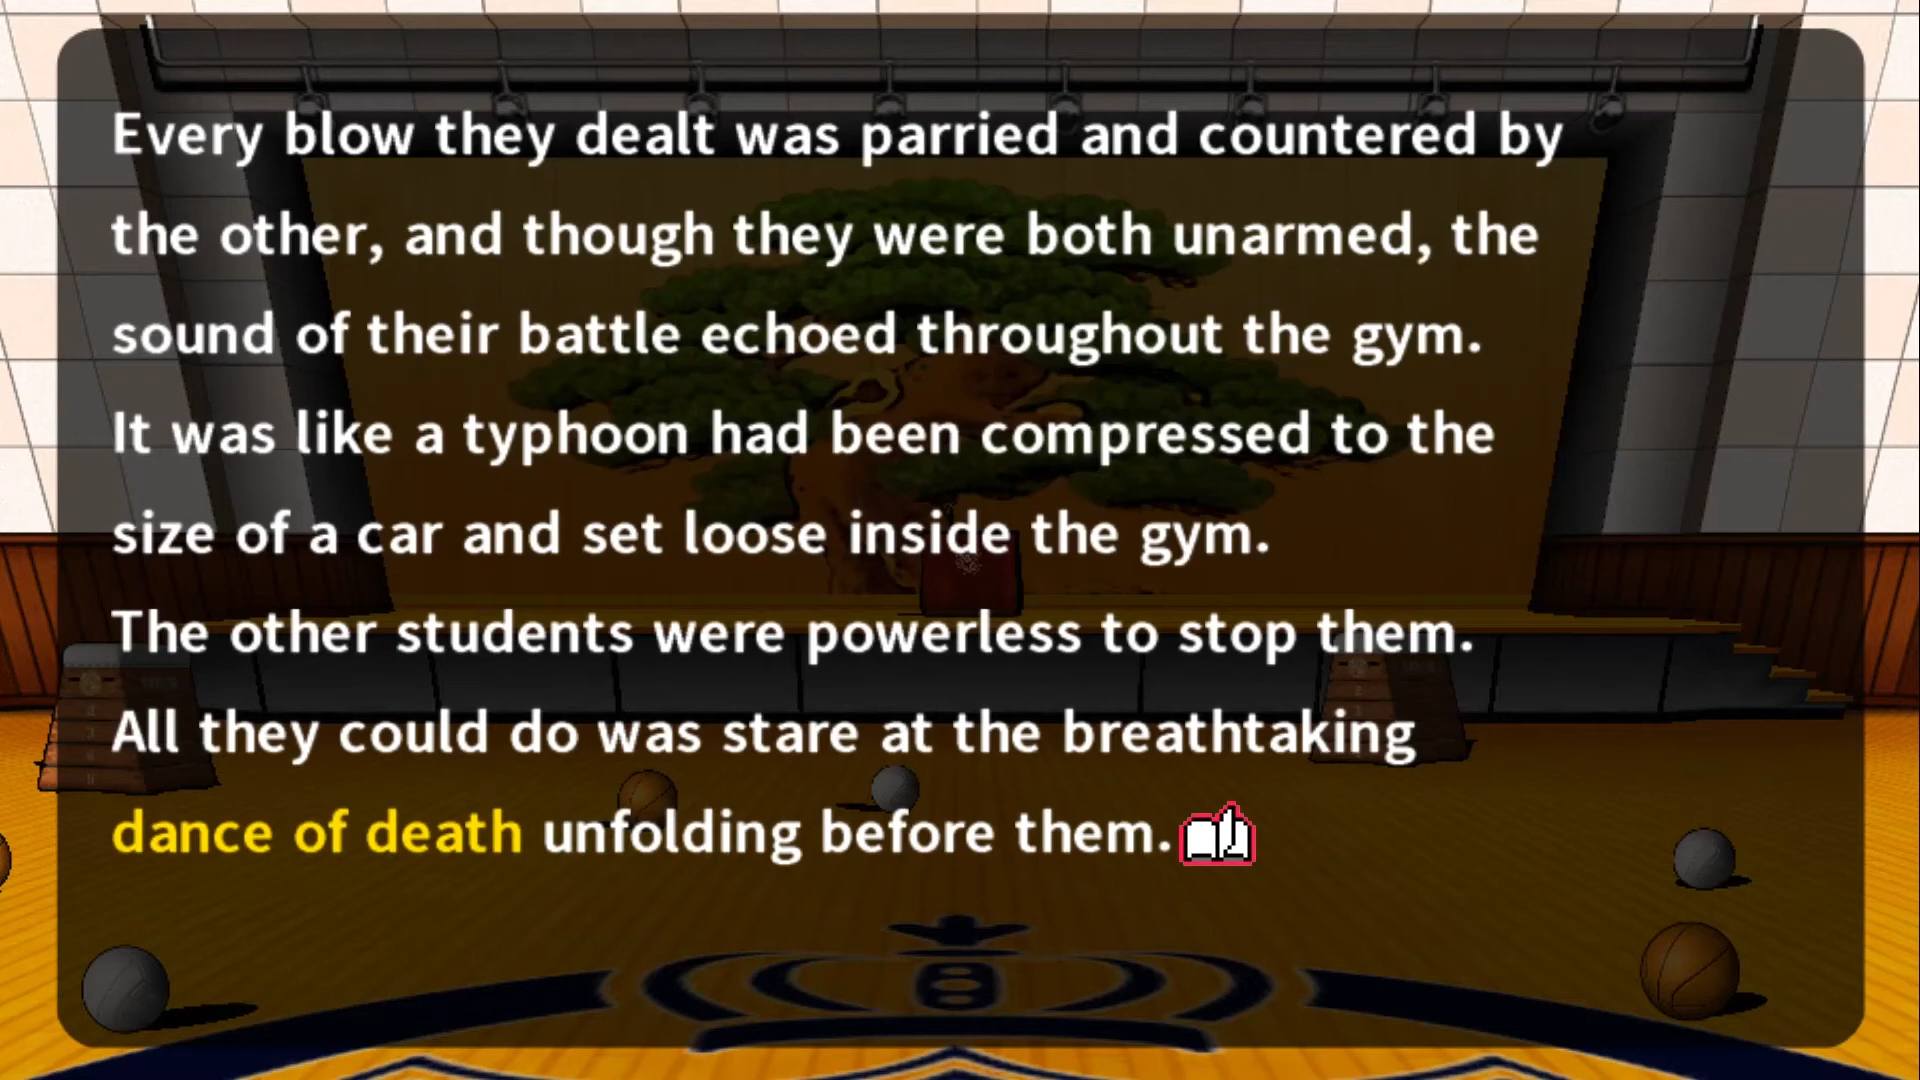 Every blow they dealt was parried and countered by
the other, and though they were both unarmed, the
sound of their battle echoed throughout the gym.
It was like a typhoon had been compressed to the
size of a car and set loose inside the gym.
The other students were powerless to stop them.
All they could do was stare at the breathtaking
dance of death unfolding before them.
8